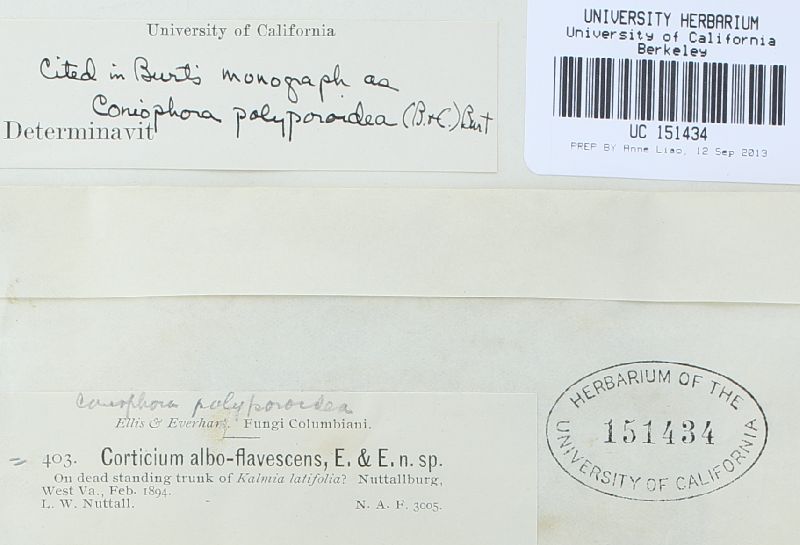 University of California
Cited in Burt's monograph as
Coniophora polyporoidea (B.&C.) Burt
Determinavit
UNIVERSITY HERBARIUM
University of California
Berkeley
UC 151434
PREP BY Anne Liao, 12 Sep 2013
HERBARIUM OF THE
151434
UNIVERSITY OF CALIFORNIA
Coniophora polyporoidea
Ellis & Everhart. Fungi Columbiani.
= 403. Corticium albo-flavescens, E. & E. n. sp.
On dead standing trunk of Kalmia latifolia? Nuttallburg,
West Va., Feb. 1894.
L. W. Nuttall. N. A. F. 3005.